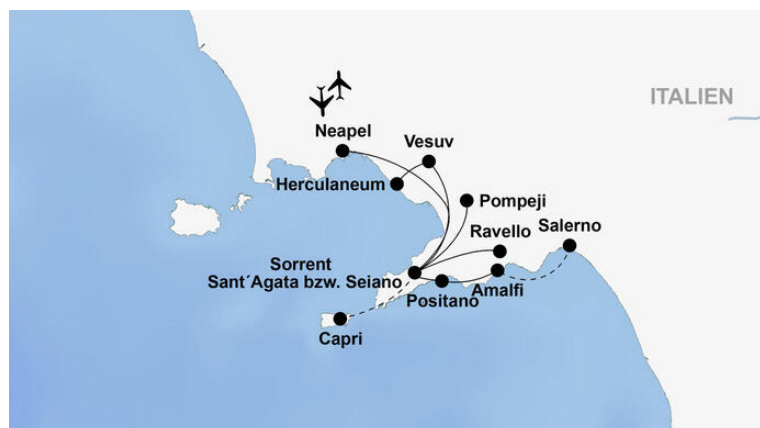 ITALIEN
Neapel
Vesuv
Herculaneum
Pompeji
Ravello
Salerno
Sorrent
Sant´Agata bzw. Seiano
Positano
Amalfi
Capri